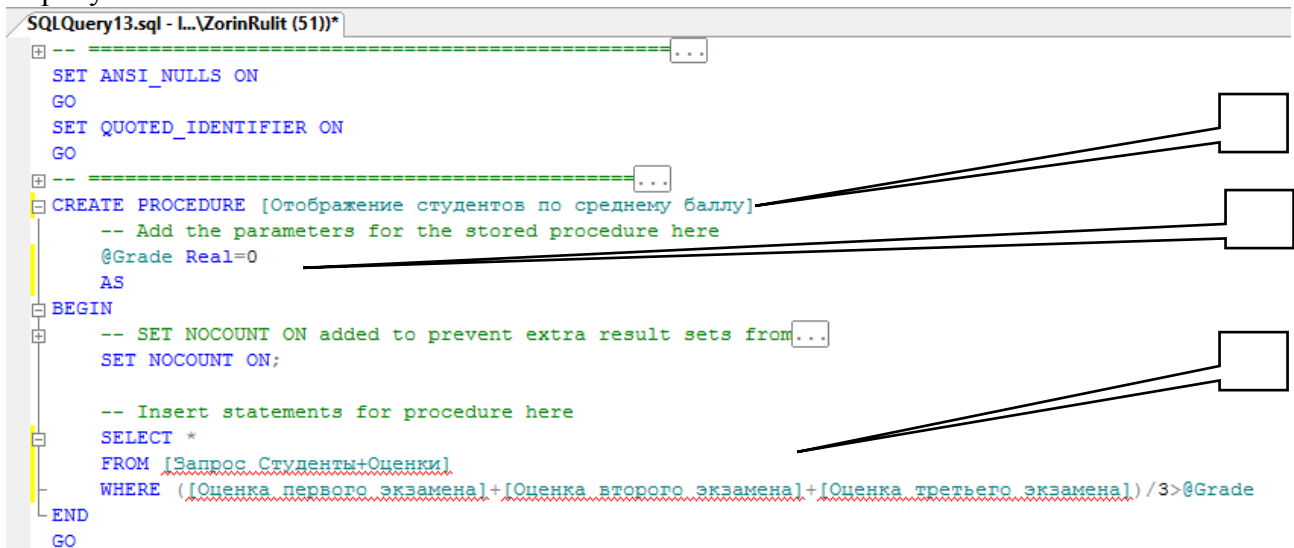 SQLQuery13.sql - l...\ZorinRulit (51))*
-- ==================================================...
SET ANSI_NULLS ON
GO
SET QUOTED_IDENTIFIER ON
GO
-- ===============================================...
CREATE PROCEDURE [Отображение студентов по среднему баллу]
-- Add the parameters for the stored procedure here
@Grade Real=0
AS
BEGIN
-- SET NOCOUNT ON added to prevent extra result sets from...
SET NOCOUNT ON;
-- Insert statements for procedure here
SELECT *
FROM [Запрос Студенты+Оценки]
WHERE ([Оценка первого экзамена]+[Оценка второго экзамена]+[Оценка третьего экзамена])/3>@Grade
END
GO